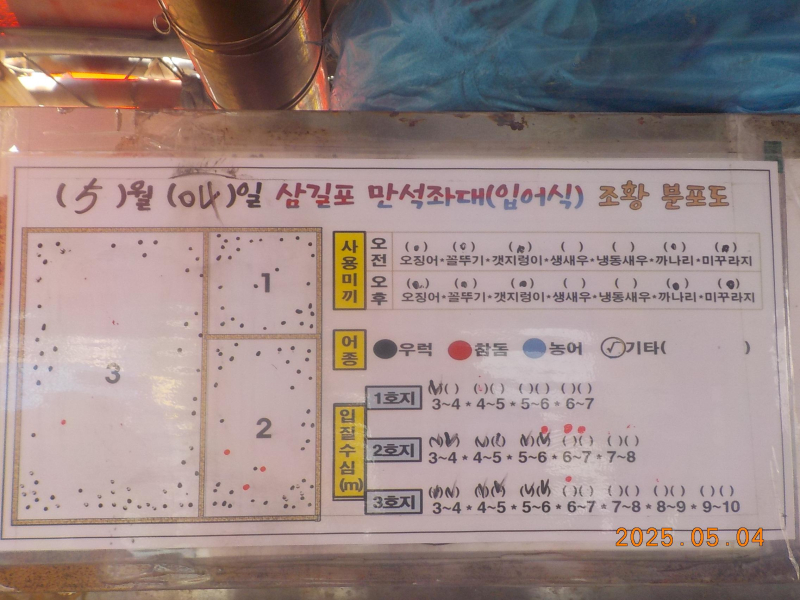 (5)월 (04)일 삼길포 만석좌대(입어식) 조황 분포도
1
2
3
사용미끼
오전
( ) ( ) ( ) ( ) ( ) ( ) ( )
오징어•꼴뚜기•갯지렁이•생새우•냉동새우•까나리•미꾸라지
오후
( ) ( ) ( ) ( ) ( ) ( ) ( )
오징어•꼴뚜기•갯지렁이•생새우•냉동새우•까나리•미꾸라지
어종
우럭 참돔 농어 기타( )
입질수심(m)
1호지
( )( ) ( )( ) ( )( ) ( )( )
3~4 * 4~5 * 5~6 * 6~7
2호지
( )( ) ( )( ) ( )( ) ( )( ) ( )( )
3~4 * 4~5 * 5~6 * 6~7 * 7~8
3호지
( )( ) ( )( ) ( )( ) ( )( ) ( )( ) ( )( ) ( )( )
3~4 * 4~5 * 5~6 * 6~7 * 7~8 * 8~9 * 9~10
2025.05.04